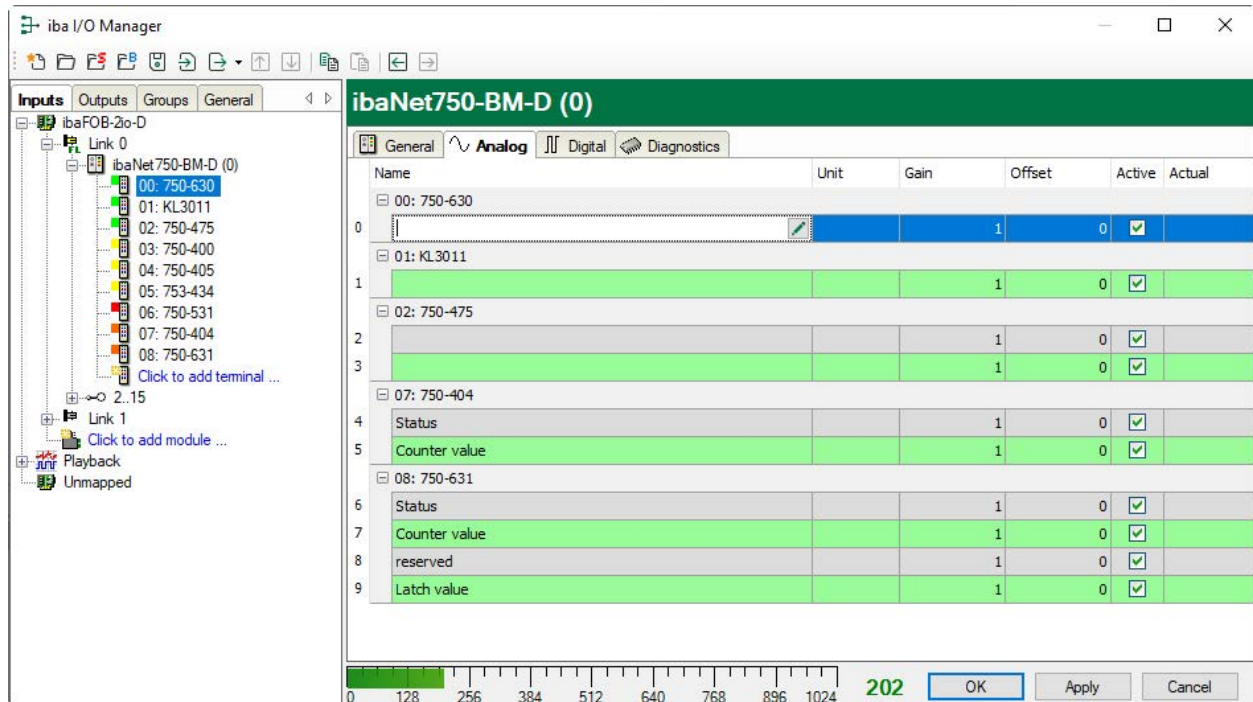 iba I/O Manager
Inputs Outputs Groups General
ibaFOB-2io-D
Link 0
ibaNet750-BM-D (0)
00: 750-630
01: KL3011
02: 750-475
03: 750-400
04: 750-405
05: 753-434
06: 750-531
07: 750-404
08: 750-631
Click to add terminal ...
2..15
Link 1
Click to add module ...
Playback
Unmapped
ibaNet750-BM-D (0)
General Analog Digital Diagnostics
Name Unit Gain Offset Active Actual
00: 750-630
0 1 0
01: KL3011
1 1 0
02: 750-475
2 1 0
3 1 0
07: 750-404
4 Status 1 0
5 Counter value 1 0
08: 750-631
6 Status 1 0
7 Counter value 1 0
8 reserved 1 0
9 Latch value 1 0
0 128 256 384 512 640 768 896 1024 202 OK Apply Cancel